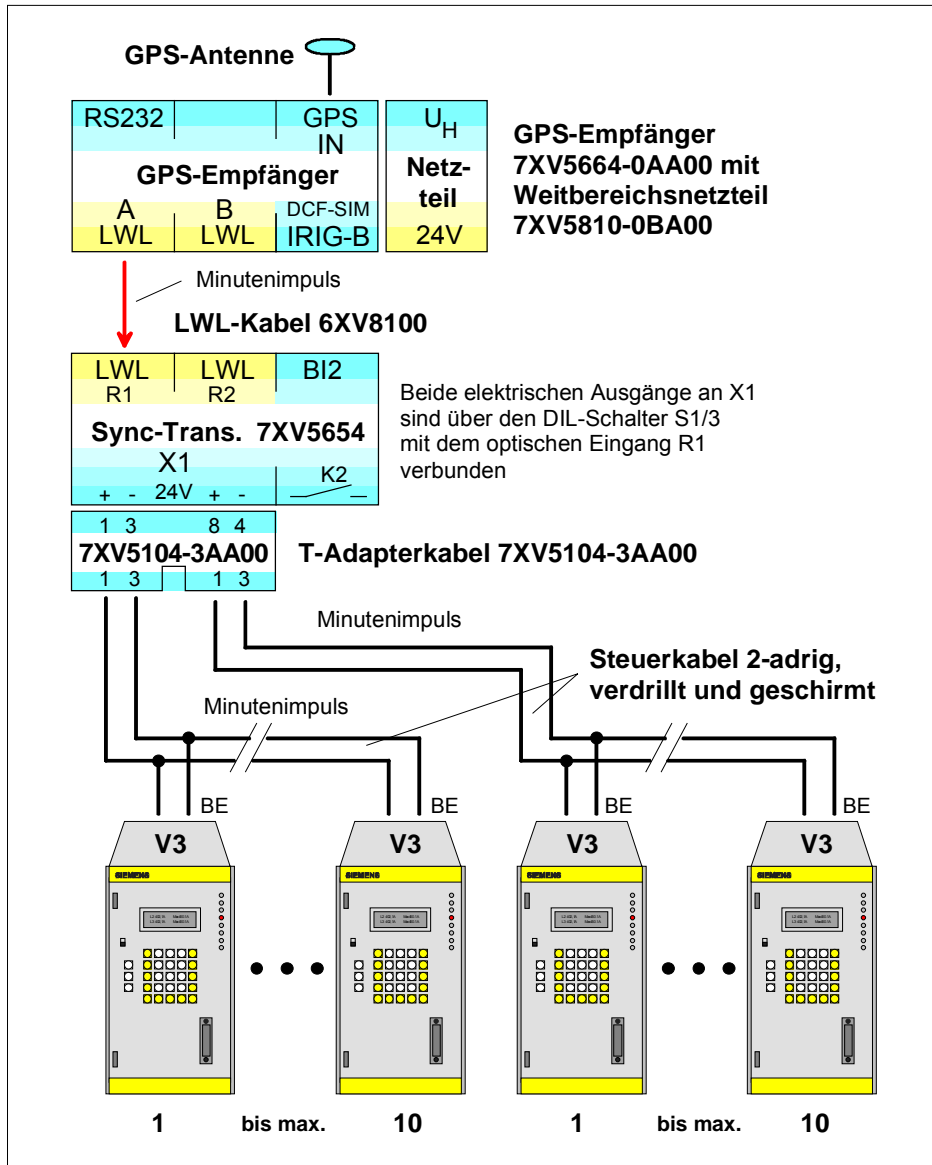 GPS-Antenne
RS232
GPS
IN
U_H
GPS-Empfänger
Netz-
teil
A
LWL
B
LWL
DCF-SIM
IRIG-B
24V
GPS-Empfänger
7XV5664-0AA00 mit
Weitbereichsnetzteil
7XV5810-0BA00
Minutenimpuls
LWL-Kabel 6XV8100
LWL
R1
LWL
R2
BI2
Sync-Trans. 7XV5654
X1
+ - 24V + -
K2
Beide elektrischen Ausgänge an X1
sind über den DIL-Schalter S1/3
mit dem optischen Eingang R1
verbunden
1 3 8 4
7XV5104-3AA00
1 3 1 3
T-Adapterkabel 7XV5104-3AA00
Minutenimpuls
Steuerkabel 2-adrig,
verdrillt und geschirmt
Minutenimpuls
BE
BE
BE
BE
V3
V3
V3
V3
SIEMENS
SIEMENS
SIEMENS
SIEMENS
1 bis max. 10
1 bis max. 10